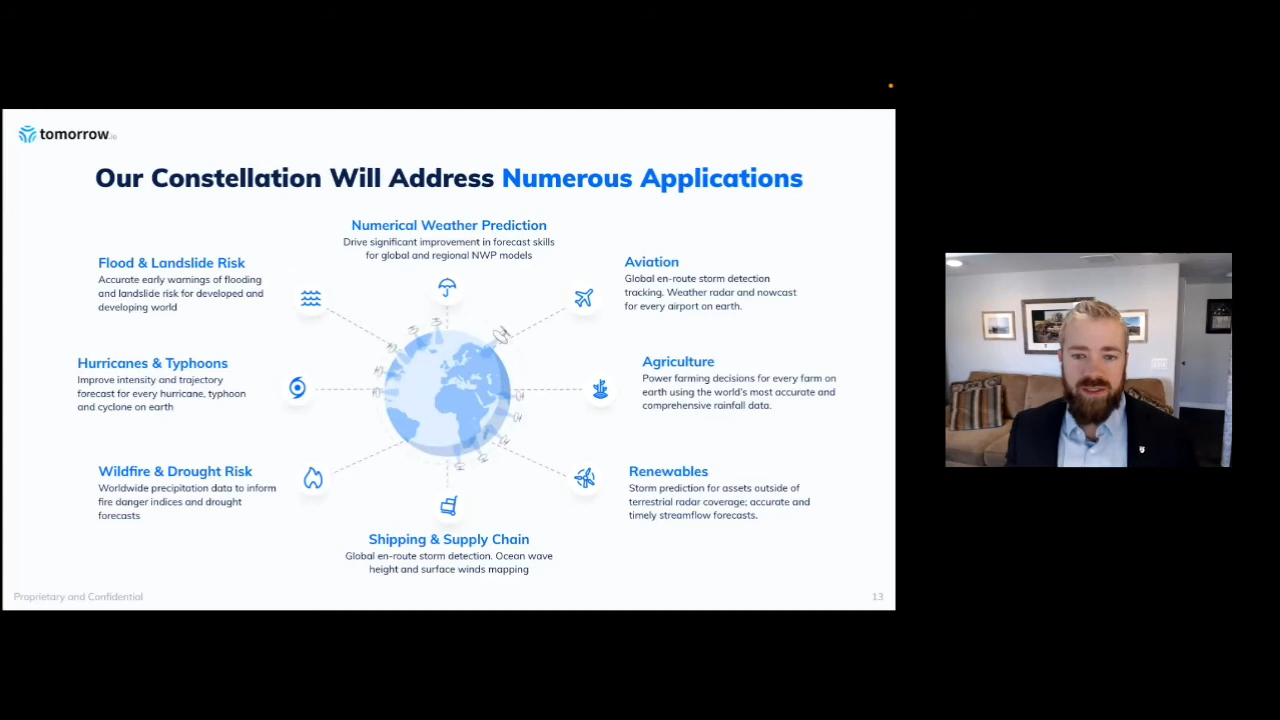 tomorrow.io
Our Constellation Will Address Numerous Applications
Numerical Weather Prediction
Drive significant improvement in forecast skills
for global and regional NWP models
Flood & Landslide Risk
Accurate early warnings of flooding
and landslide risk for developed and
developing world
Aviation
Global en-route storm detection
tracking. Weather radar and nowcast
for every airport on earth.
Hurricanes & Typhoons
Improve intensity and trajectory
forecast for every hurricane, typhoon
and cyclone on earth
Agriculture
Power farming decisions for every farm on
earth using the world's most accurate and
comprehensive rainfall data.
Wildfire & Drought Risk
Worldwide precipitation data to inform
fire danger indices and drought
forecasts
Renewables
Storm prediction for assets outside of
terrestrial radar coverage; accurate and
timely streamflow forecasts.
Shipping & Supply Chain
Global en-route storm detection. Ocean wave
height and surface winds mapping
Proprietary and Confidential
13